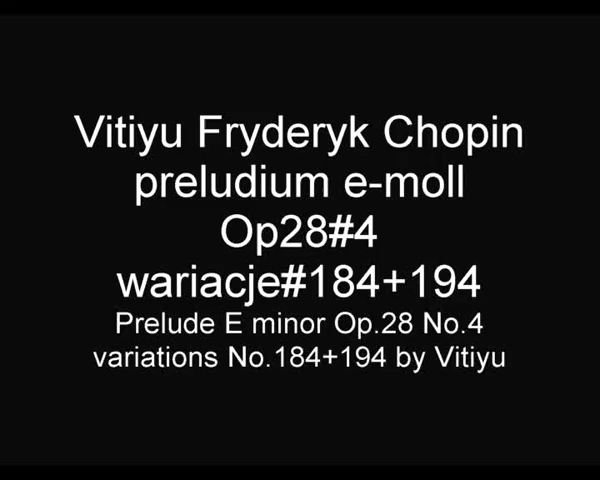 Vitiyu Fryderyk Chopin
preludium e-moll
Op28#4
wariacje#184+194
Prelude E minor Op.28 No.4
variations No.184+194 by Vitiyu